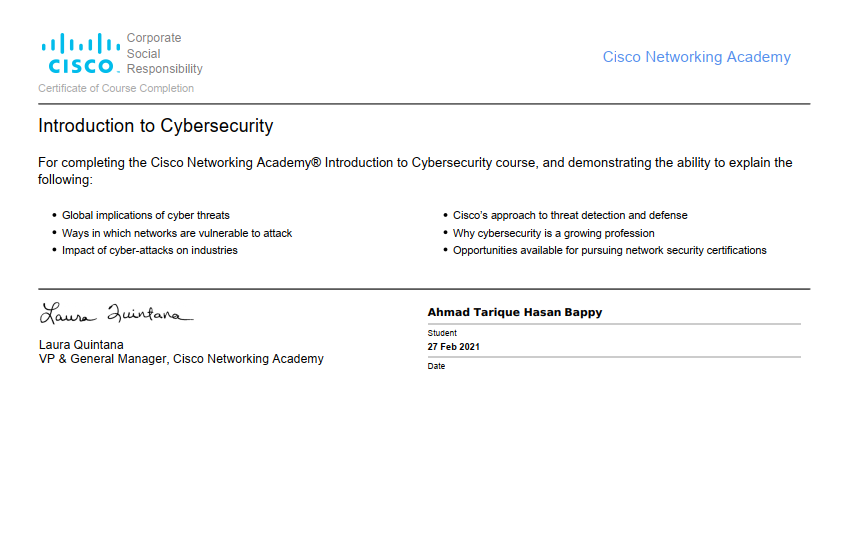 Corporate
Social
Responsibility
CISCO
Cisco Networking Academy
Certificate of Course Completion
Introduction to Cybersecurity
For completing the Cisco Networking Academy® Introduction to Cybersecurity course, and demonstrating the ability to explain the
following:
• Global implications of cyber threats
• Ways in which networks are vulnerable to attack
• Impact of cyber-attacks on industries
• Cisco's approach to threat detection and defense
• Why cybersecurity is a growing profession
• Opportunities available for pursuing network security certifications
Laura Quintana
Laura Quintana
VP & General Manager, Cisco Networking Academy
Ahmad Tarique Hasan Bappy
Student
27 Feb 2021
Date